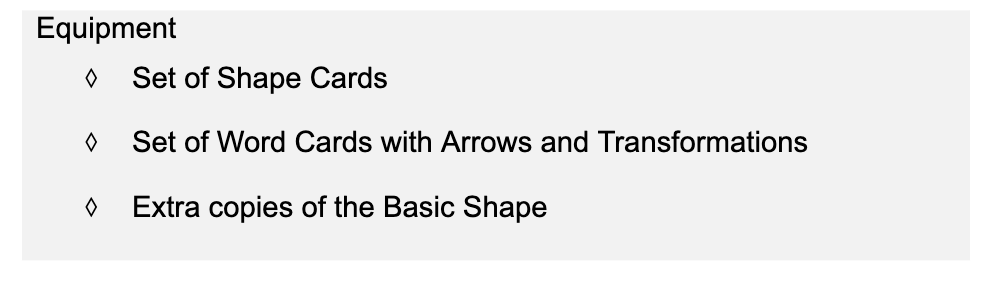 Equipment
◊ Set of Shape Cards
◊ Set of Word Cards with Arrows and Transformations
◊ Extra copies of the Basic Shape